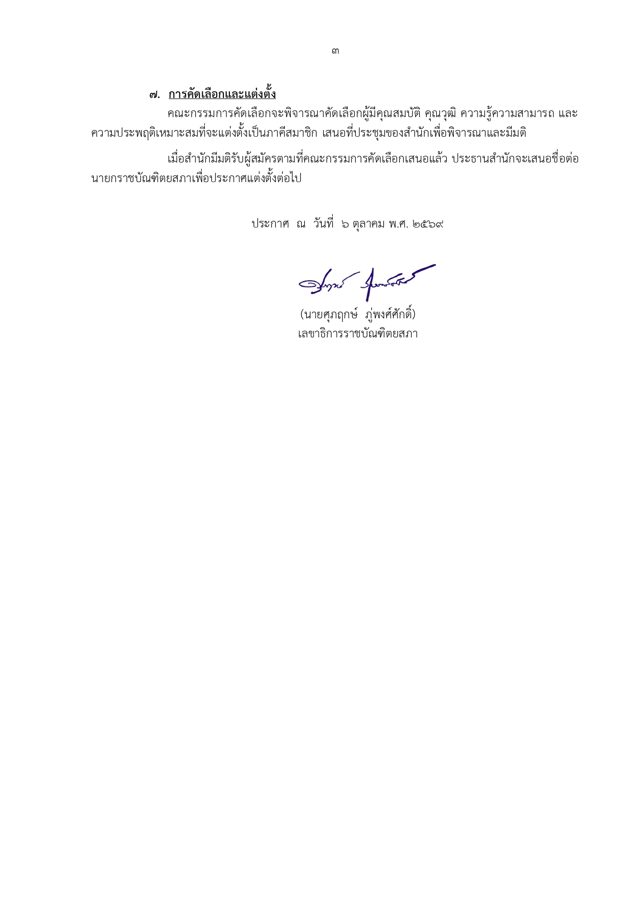 ๓
๗. การคัดเลือกและแต่งตั้ง
คณะกรรมการคัดเลือกจะพิจารณาคัดเลือกผู้มีคุณสมบัติ คุณวุฒิ ความรู้ความสามารถ และ
ความประพฤติเหมาะสมที่จะแต่งตั้งเป็นภาคีสมาชิก เสนอที่ประชุมของสำนักเพื่อพิจารณาและมีมติ
เมื่อสำนักมีมติรับผู้สมัครตามที่คณะกรรมการคัดเลือกเสนอแล้ว ประธานสำนักจะเสนอชื่อต่อ
นายกราชบัณฑิตยสภาเพื่อประกาศแต่งตั้งต่อไป
ประกาศ ณ วันที่ ๖ ตุลาคม พ.ศ. ๒๕๖๙
(นายศุภฤกษ์ ภู่พงศ์ศักดิ์)
เลขาธิการราชบัณฑิตยสภา